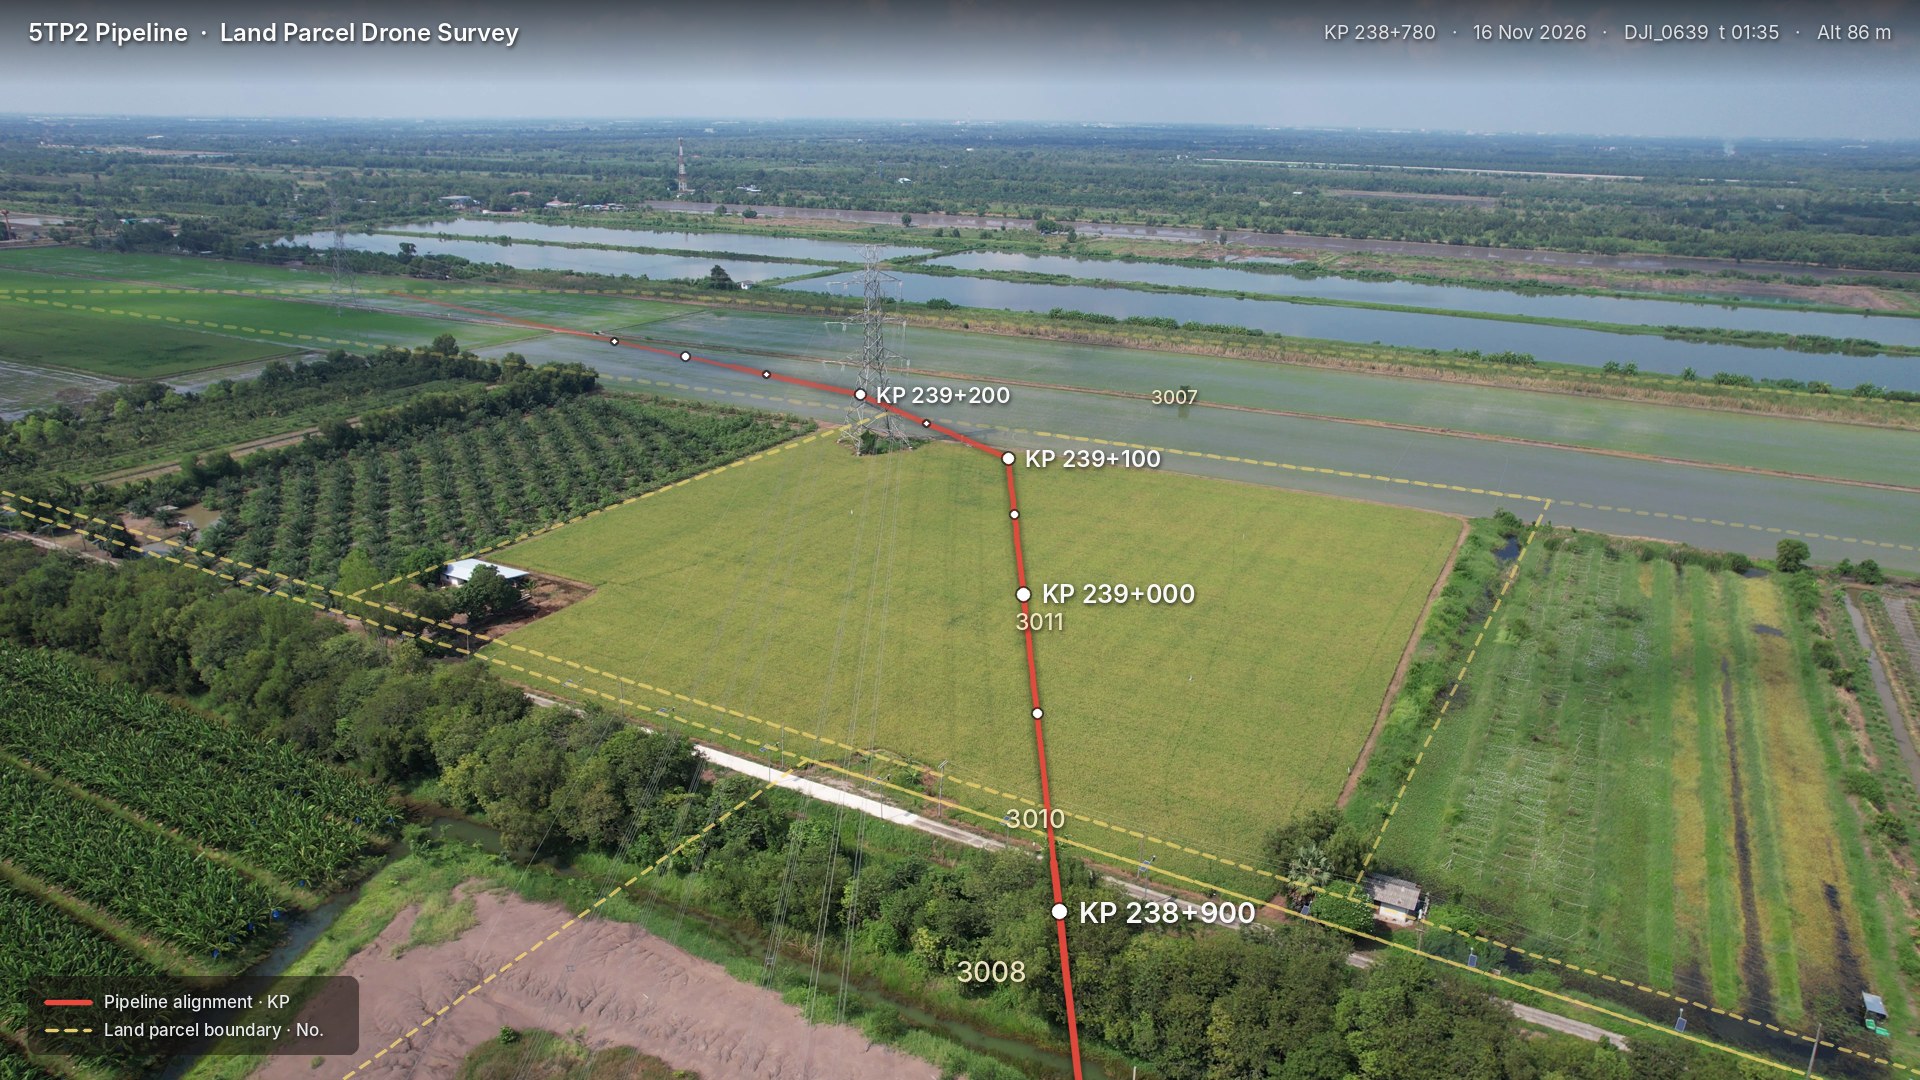 5TP2 Pipeline · Land Parcel Drone Survey
KP 238+780 · 16 Nov 2026 · DJI_0639 t 01:35 · Alt 86 m
KP 239+200
3007
KP 239+100
KP 239+000
3011
3010
KP 238+900
3008
Pipeline alignment · KP
Land parcel boundary · No.